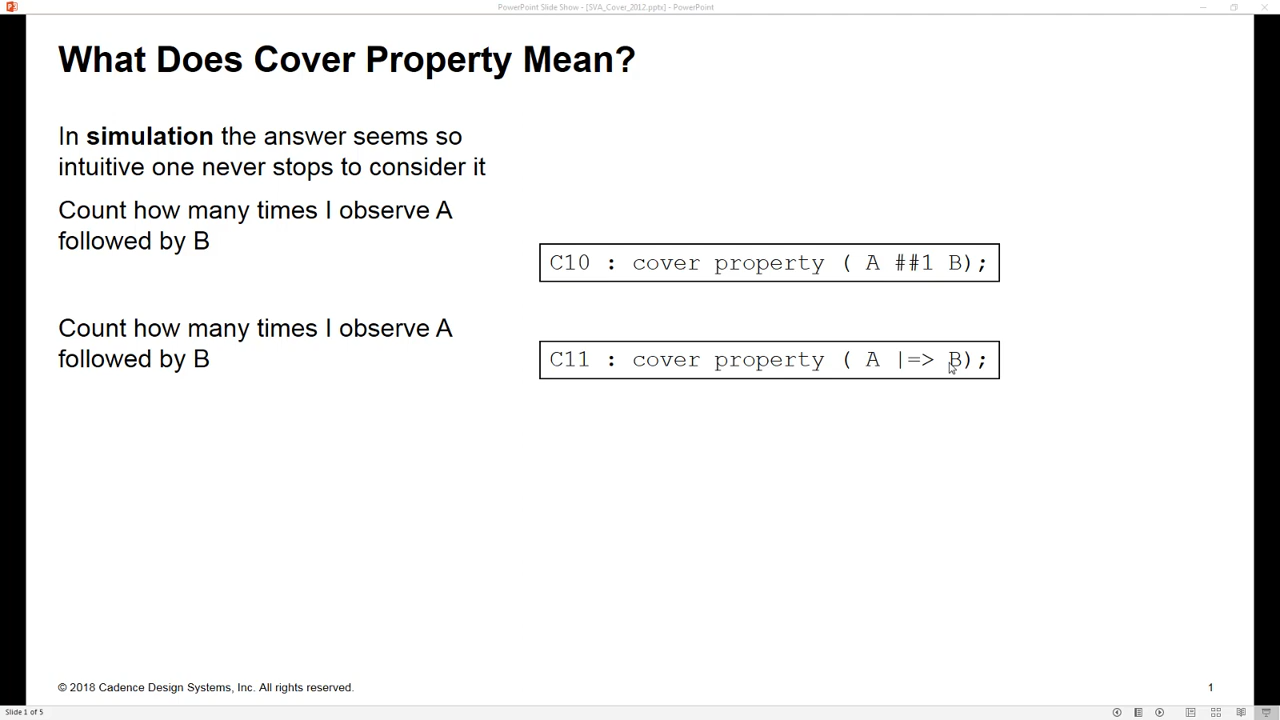 PowerPoint Slide Show - [SVA_Cover_2012.pptx] - PowerPoint
What Does Cover Property Mean?
In simulation the answer seems so
intuitive one never stops to consider it
Count how many times I observe A
followed by B
C10 : cover property ( A ##1 B);
Count how many times I observe A
followed by B
C11 : cover property ( A |=> B);
© 2018 Cadence Design Systems, Inc. All rights reserved.
1
Slide 1 of 5